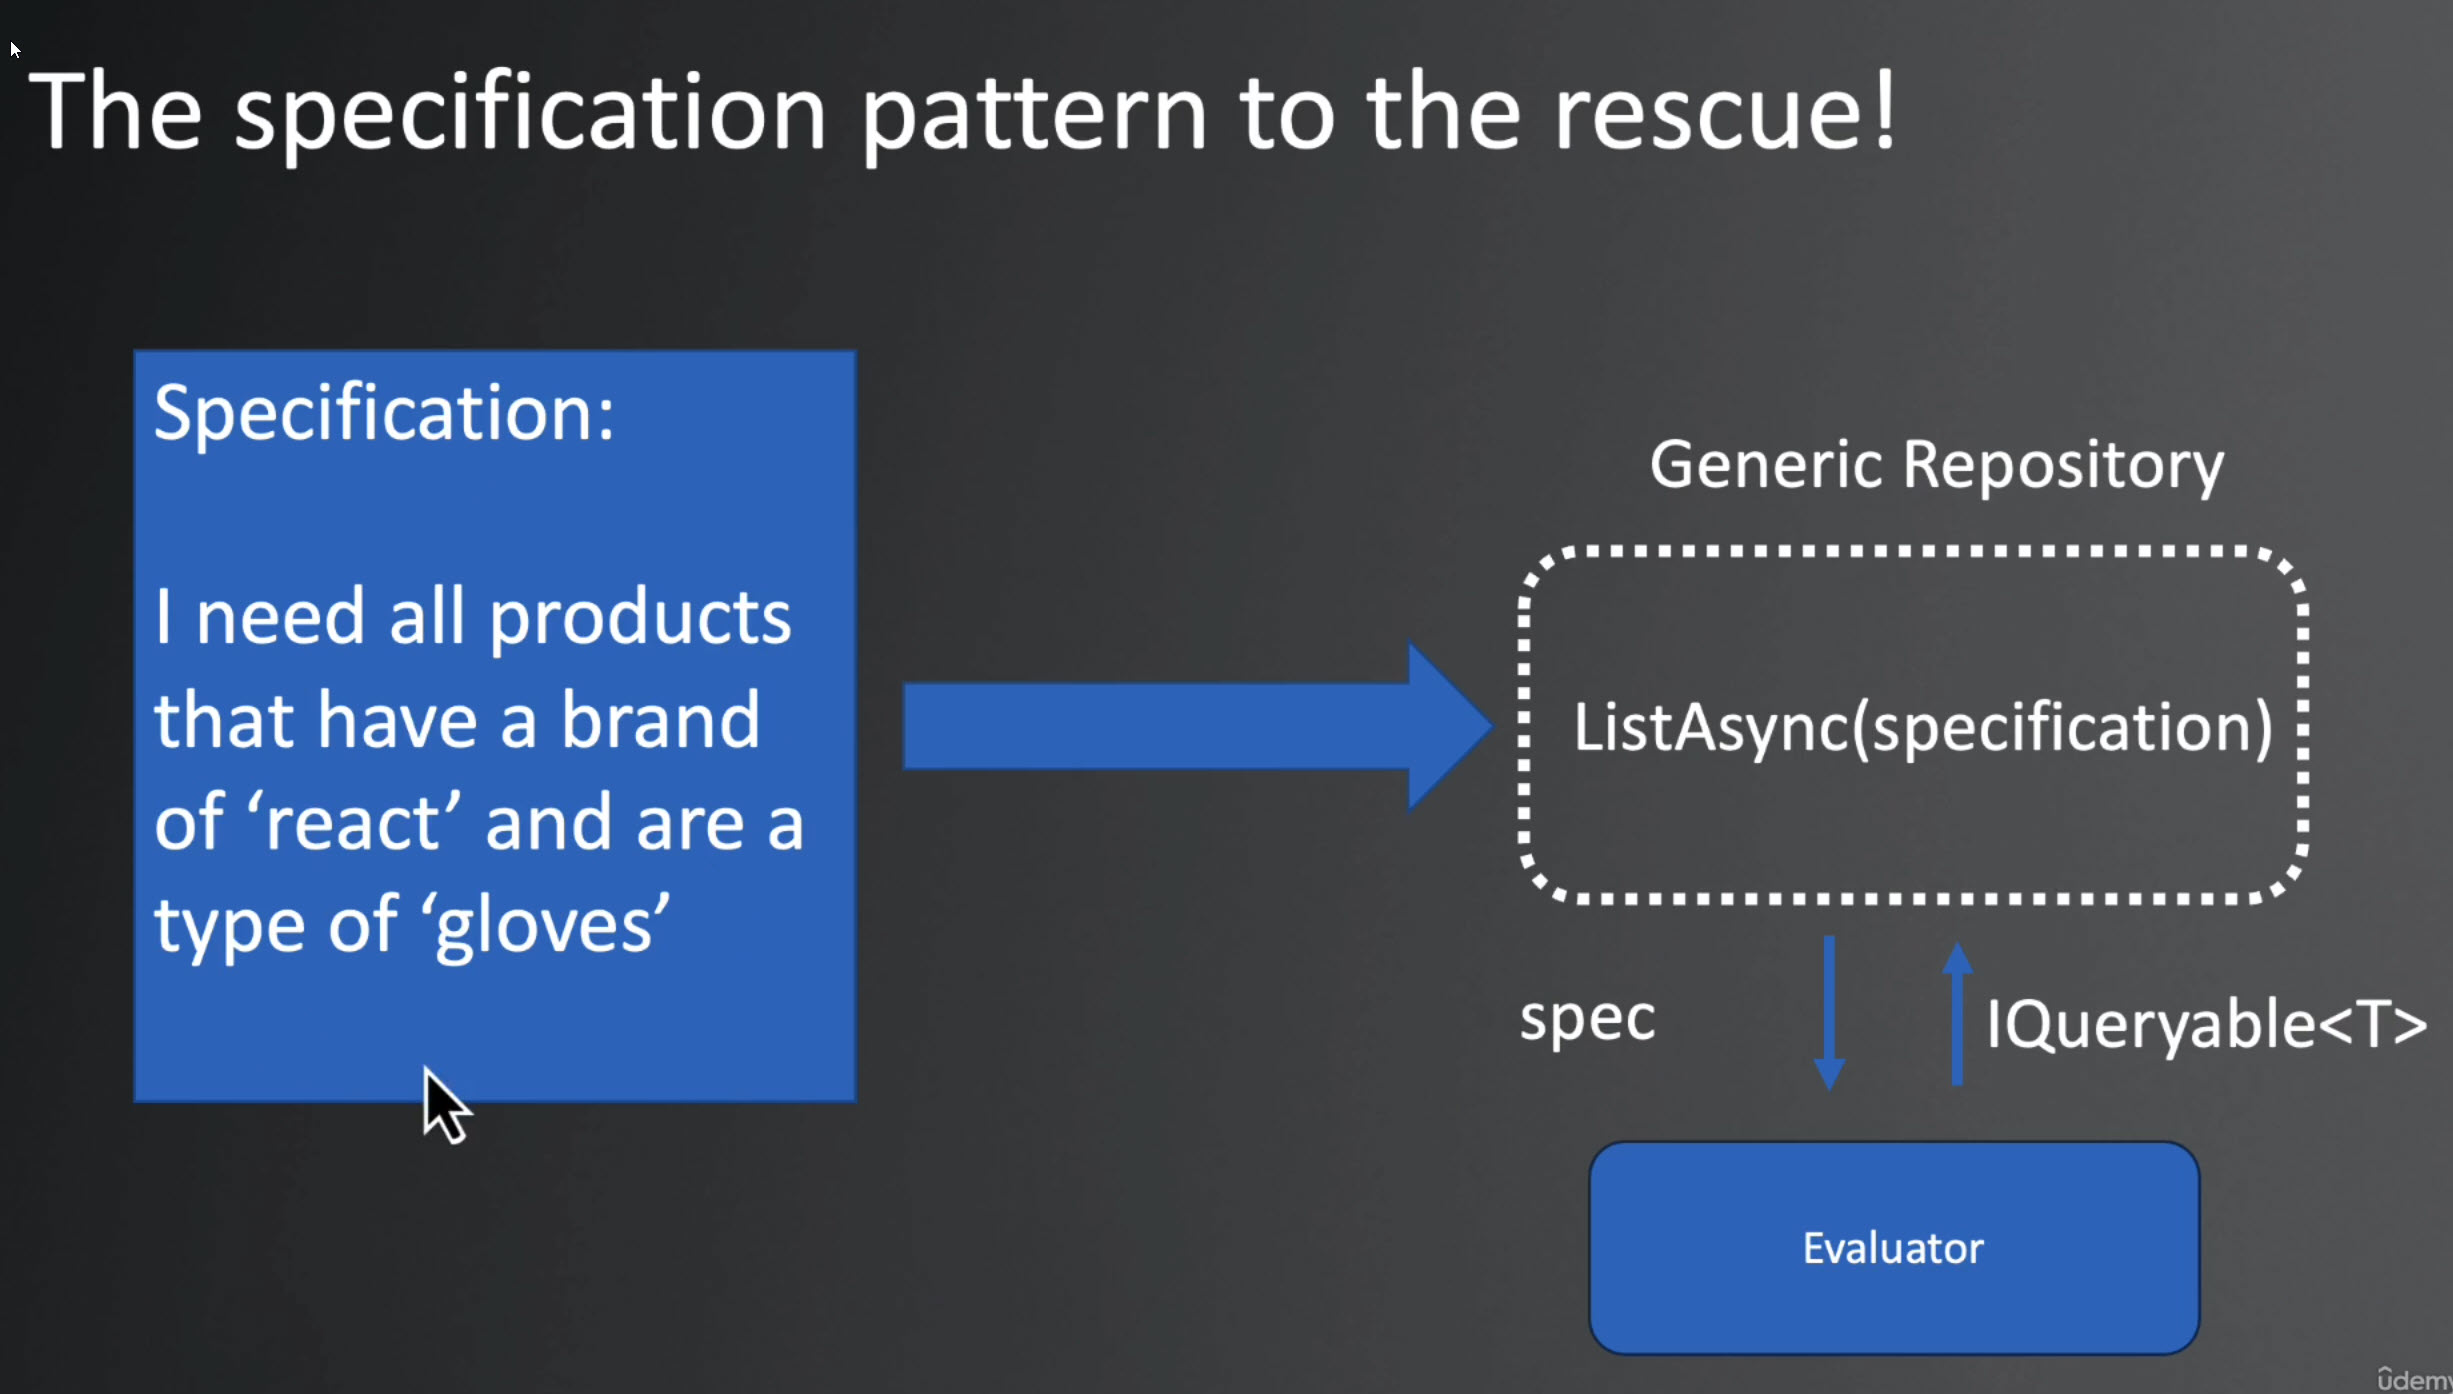 The specification pattern to the rescue!
Specification:
I need all products
that have a brand
of ‘react’ and are a
type of ‘gloves’
Generic Repository
ListAsync(specification)
spec
IQueryable<T>
Evaluator